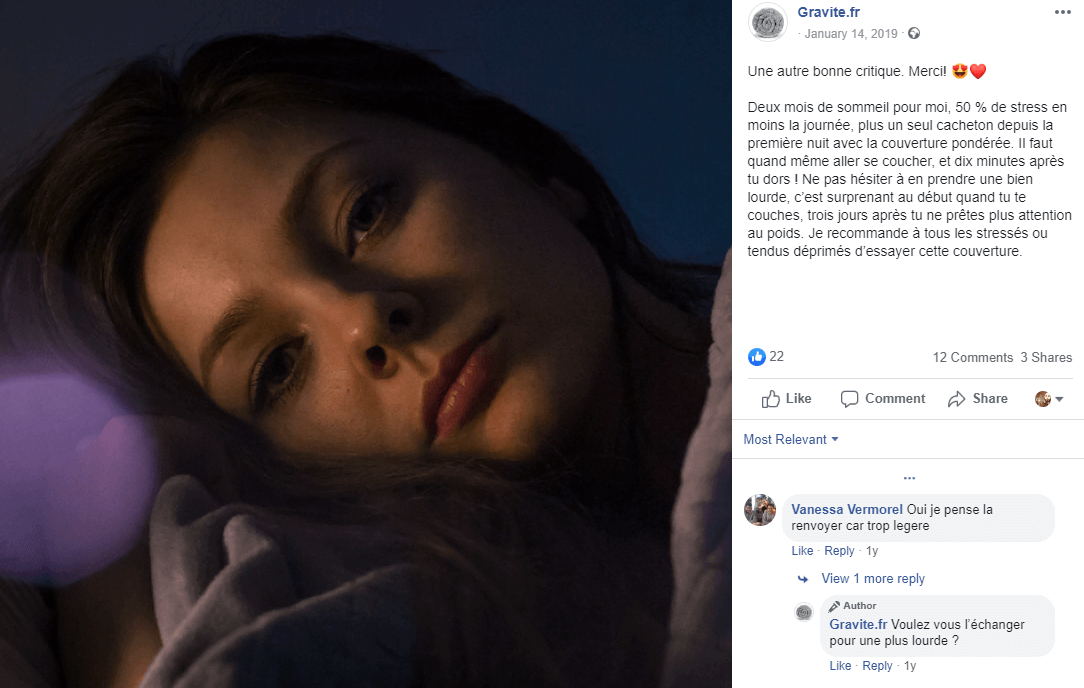 Gravite.fr
· January 14, 2019 ·
Une autre bonne critique. Merci! 🤩❤️
Deux mois de sommeil pour moi, 50 % de stress en
moins la journée, plus un seul cacheton depuis la
première nuit avec la couverture pondérée. Il faut
quand même aller se coucher, et dix minutes après
tu dors ! Ne pas hésiter à en prendre une bien
lourde, c’est surprenant au début quand tu te
couches, trois jours après tu ne prêtes plus attention
au poids. Je recommande à tous les stressés ou
tendus déprimés d’essayer cette couverture.
22
12 Comments 3 Shares
Like Comment Share
Most Relevant
Vanessa Vermorel Oui je pense la
renvoyer car trop legere
Like · Reply · 1y
View 1 more reply
Author
Gravite.fr Voulez vous l’échanger
pour une plus lourde ?
Like · Reply · 1y